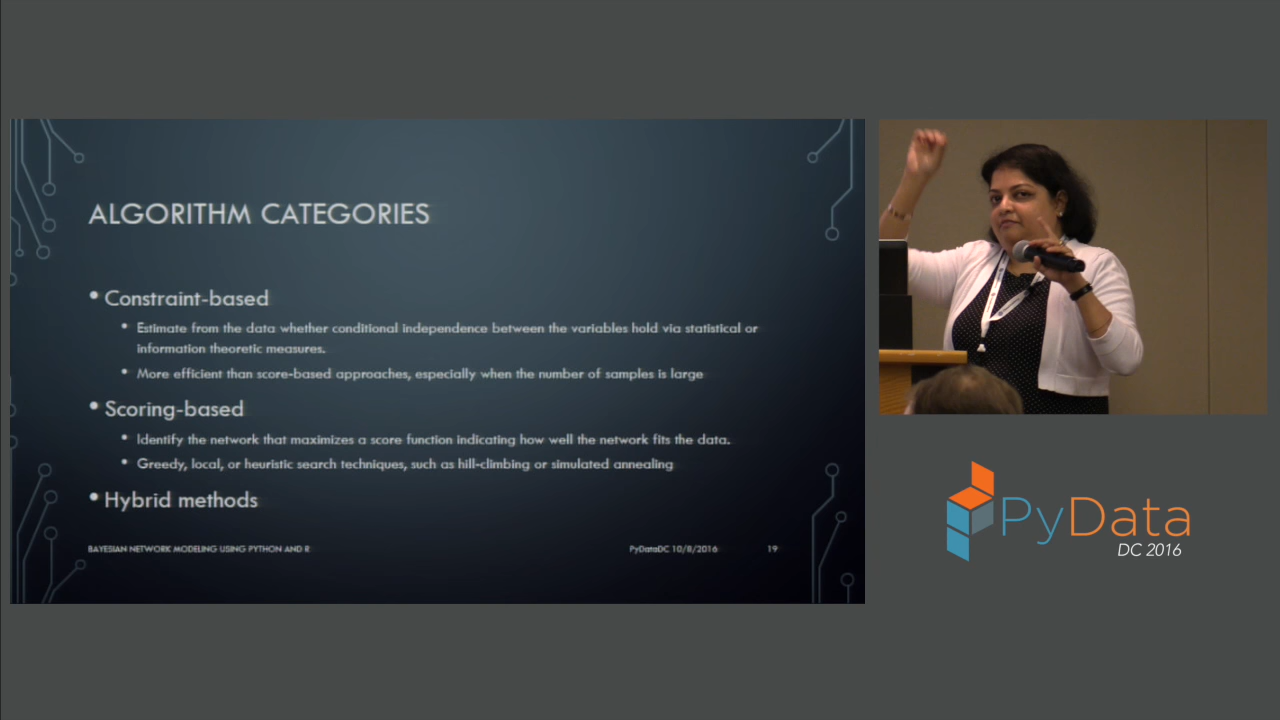 ALGORITHM CATEGORIES
• Constraint-based
• Estimate from the data whether conditional independence between the variables hold via statistical or
information theoretic measures.
• More efficient than score-based approaches, especially when the number of samples is large
• Scoring-based
• Identify the network that maximizes a score function indicating how well the network fits the data.
• Greedy, local, or heuristic search techniques, such as hill-climbing or simulated annealing
• Hybrid methods
BAYESIAN NETWORK MODELING USING PYTHON AND R
PyDataDC 10/8/2016
19
PyData
DC 2016